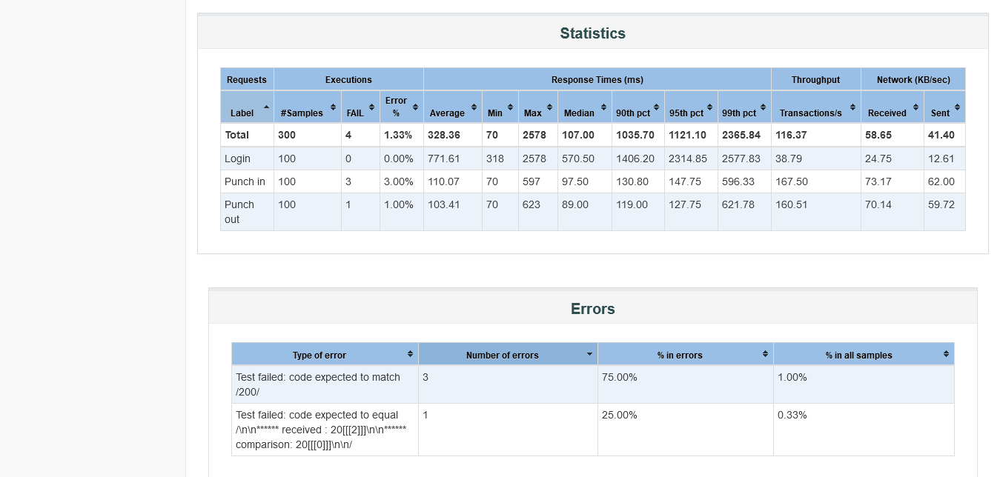 Statistics
Requests Executions Response Times (ms) Throughput Network (KB/sec)
Label #Samples FAIL Error % Average Min Max Median 90th pct 95th pct 99th pct Transactions/s Received Sent
Total 300 4 1.33% 328.36 70 2578 107.00 1035.70 1121.10 2365.84 116.37 58.65 41.40
Login 100 0 0.00% 771.61 318 2578 570.50 1406.20 2314.85 2577.83 38.79 24.75 12.61
Punch in 100 3 3.00% 110.07 70 597 97.50 130.80 147.75 596.33 167.50 73.17 62.00
Punch out 100 1 1.00% 103.41 70 623 89.00 119.00 127.75 621.78 160.51 70.14 59.72
Errors
Type of error Number of errors % in errors % in all samples
Test failed: code expected to match 3 75.00% 1.00%
/200/
Test failed: code expected to equal 1 25.00% 0.33%
/\n\n****** received : 20[[[2]]]\n\n******
comparison: 20[[[0]]]\n\n/